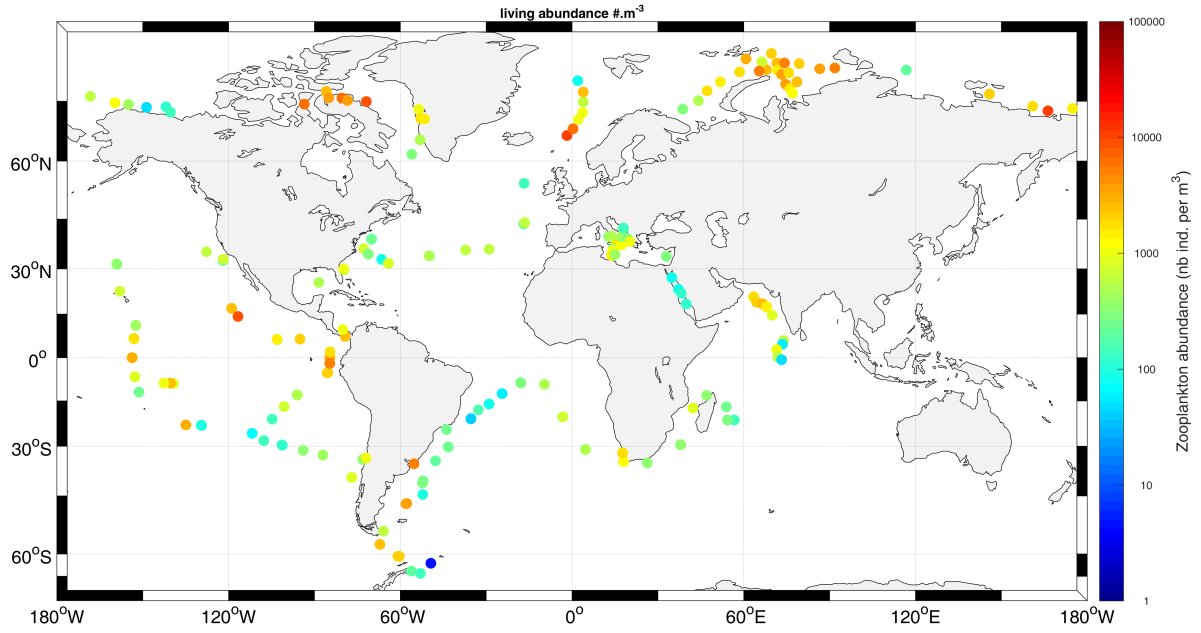 living abundance #.m-3
60°N
30°N
0°
30°S
60°S
180°W
120°W
60°W
0°
60°E
120°E
180°W
100000
10000
1000
100
10
1
Zooplankton abundance (nb ind. per m3)